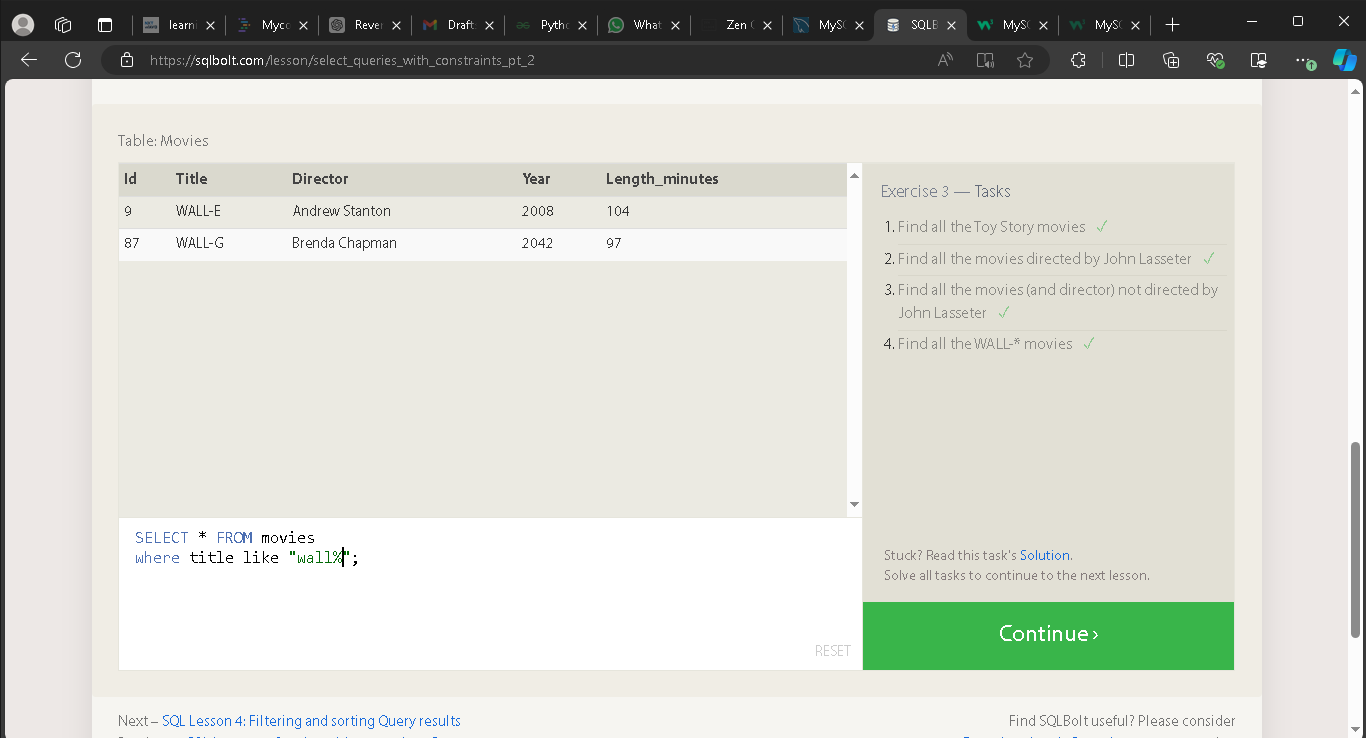 learni
Myco
Rever
Draft
Pytho
What
Zen (
MySQ
SQLB
MySC
MySC
https://sqlbolt.com/lesson/select_queries_with_constraints_pt_2
Table: Movies
Id Title Director Year Length_minutes
9 WALL-E Andrew Stanton 2008 104
87 WALL-G Brenda Chapman 2042 97
SELECT * FROM movies
where title like "wall%";
RESET
Exercise 3 — Tasks
1. Find all the Toy Story movies ✓
2. Find all the movies directed by John Lasseter ✓
3. Find all the movies (and director) not directed by
John Lasseter ✓
4. Find all the WALL-* movies ✓
Stuck? Read this task's Solution.
Solve all tasks to continue to the next lesson.
Continue ›
Next – SQL Lesson 4: Filtering and sorting Query results
Find SQLBolt useful? Please consider